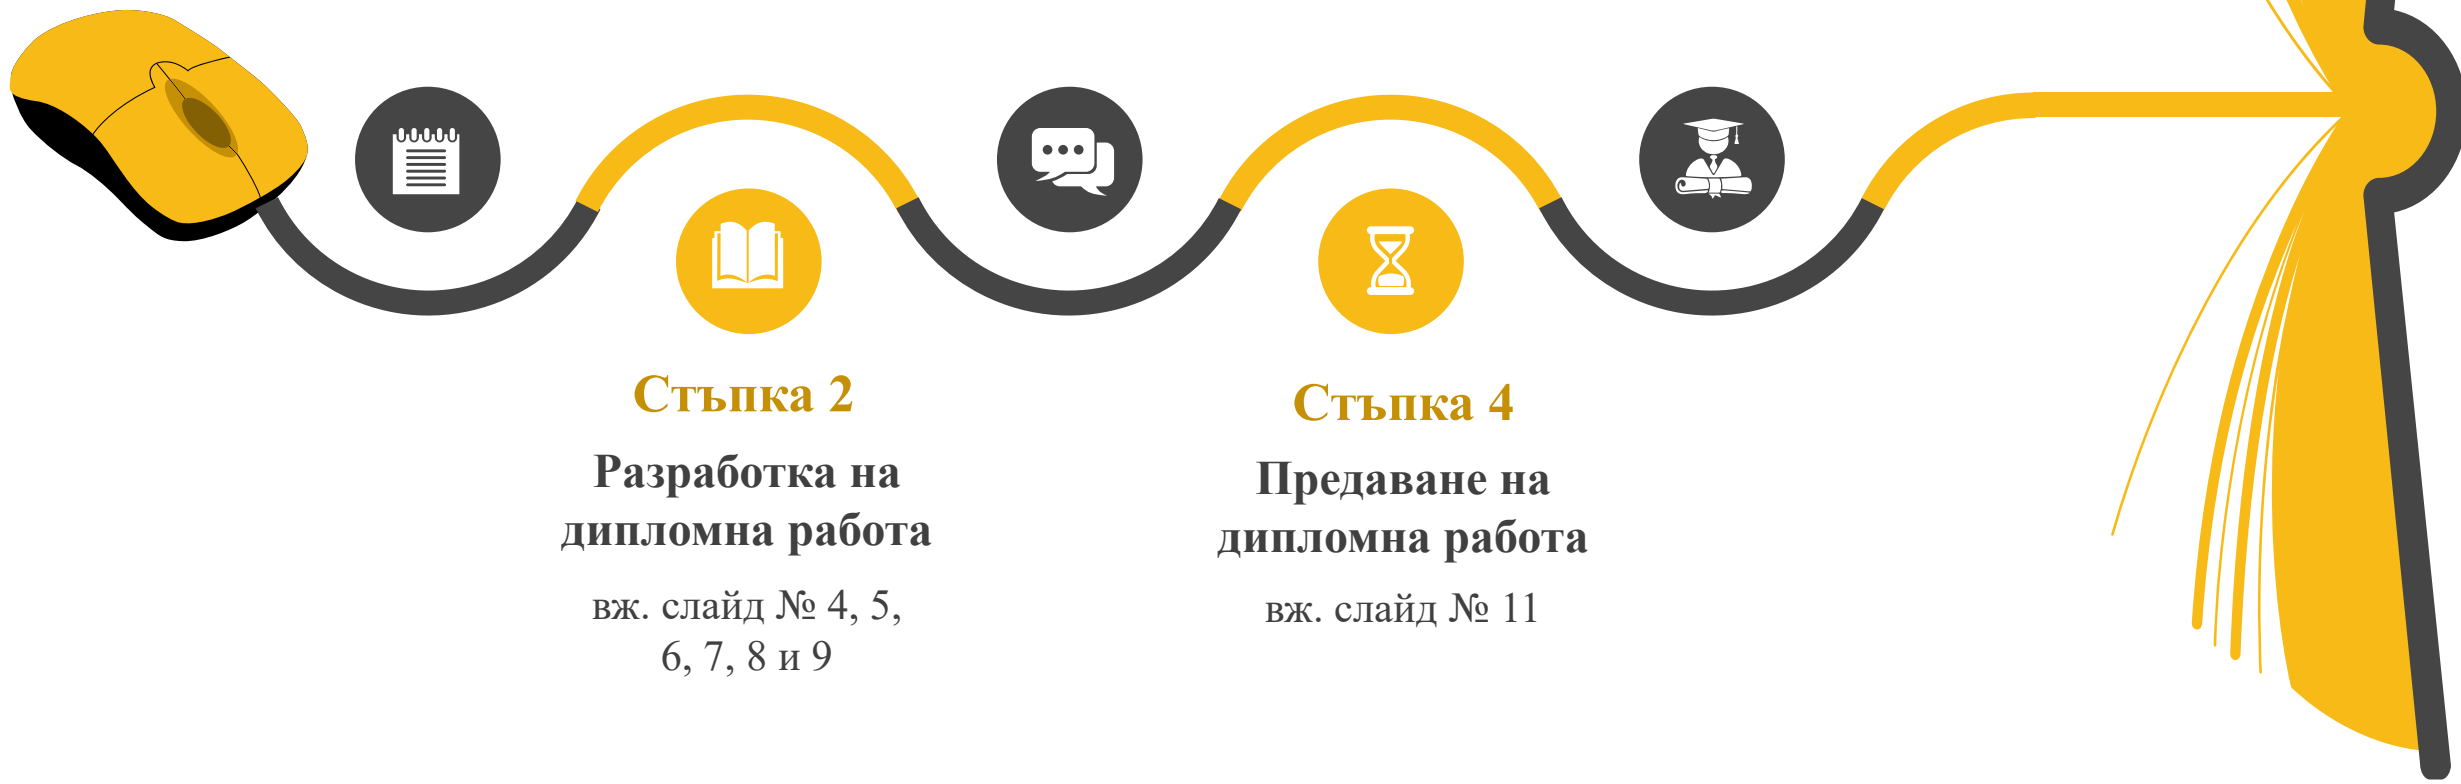 Стъпка 2
Разработка на
дипломна работа
вж. слайд № 4, 5,
6, 7, 8 и 9
Стъпка 4
Предаване на
дипломна работа
вж. слайд № 11